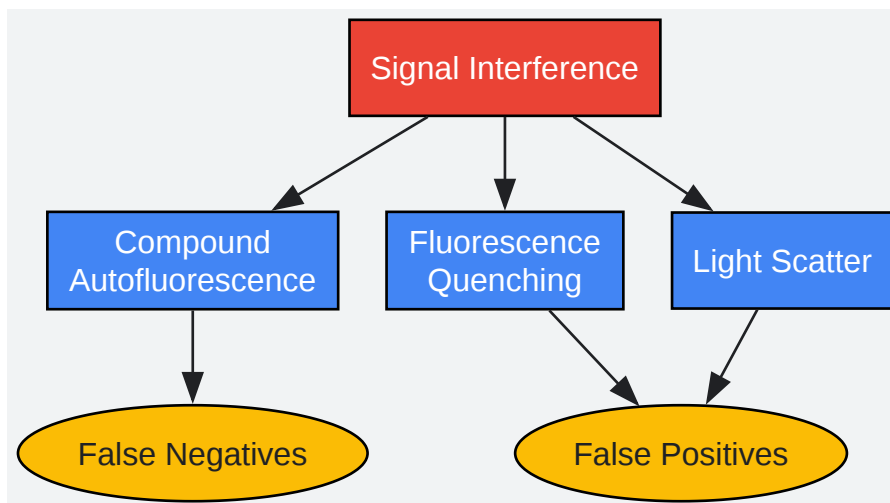 Signal Interference
Compound
Autofluorescence
Fluorescence
Quenching
Light Scatter
False Negatives
False Positives